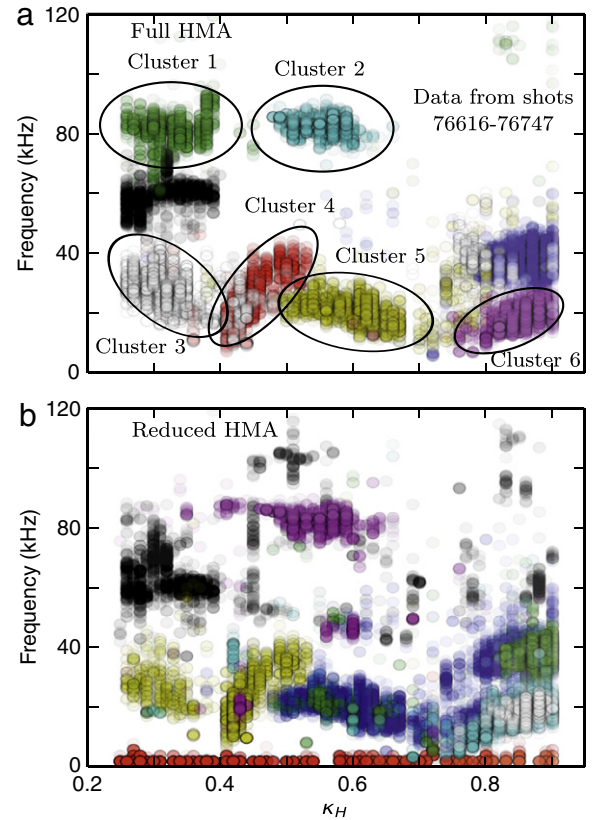 a
120
Full HMA
Cluster 1
Cluster 2
Data from shots
76616-76747
80
Frequency (kHz)
Cluster 4
40
Cluster 5
Cluster 3
Cluster 6
0
b
120
Reduced HMA
80
Frequency (kHz)
40
0
0.2
0.4
0.6
0.8
κH